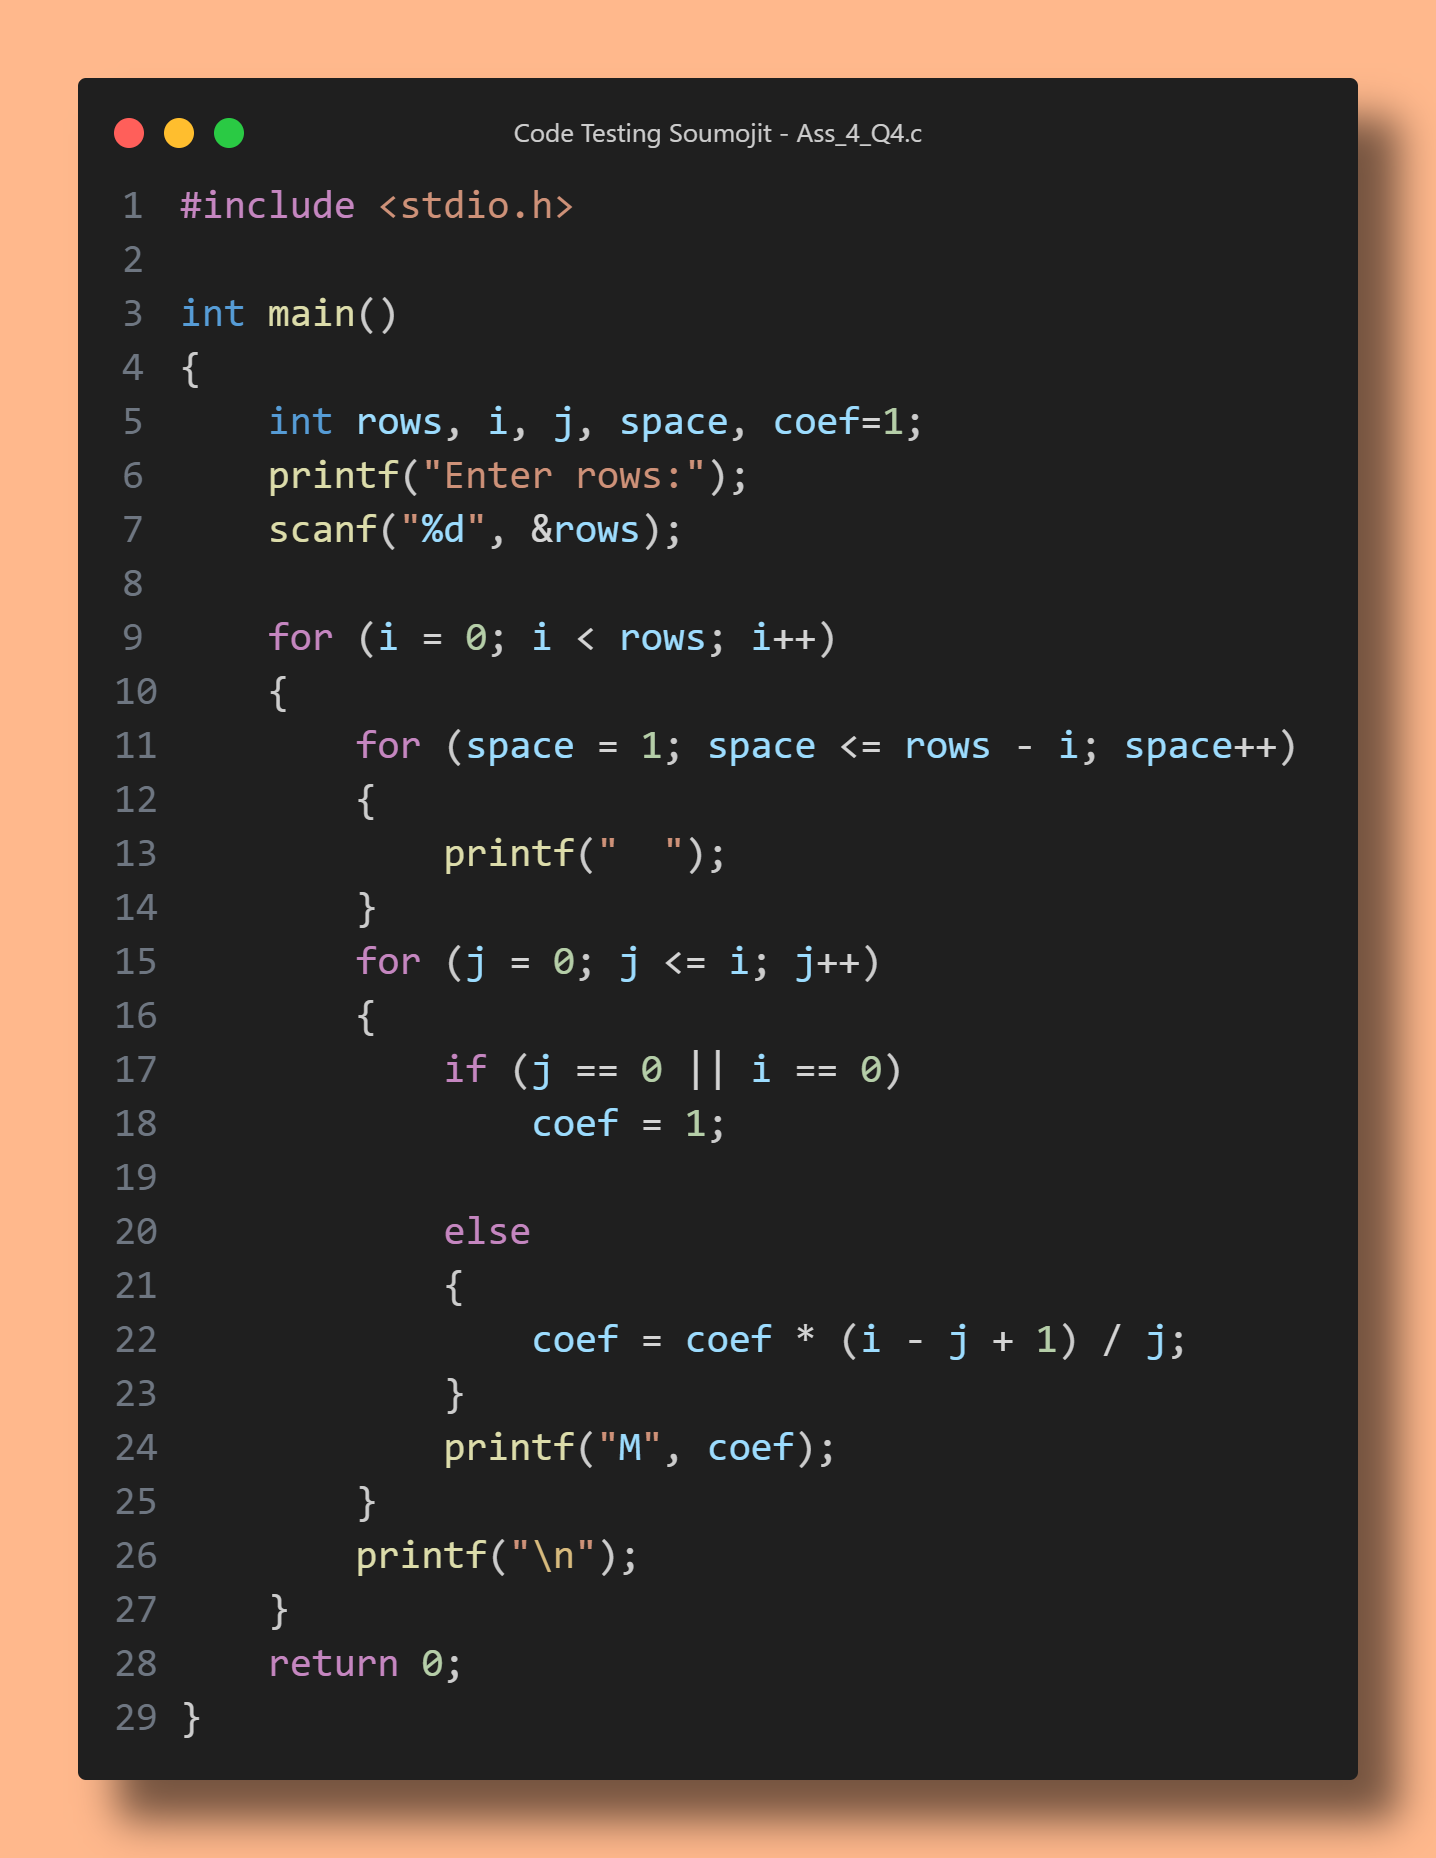 Code Testing Soumojit - Ass_4_Q4.c
1 #include <stdio.h>
2
3 int main()
4 {
5     int rows, i, j, space, coef=1;
6     printf("Enter rows:");
7     scanf("%d", &rows);
8
9     for (i = 0; i < rows; i++)
10     {
11         for (space = 1; space <= rows - i; space++)
12         {
13             printf("  ");
14         }
15         for (j = 0; j <= i; j++)
16         {
17             if (j == 0 || i == 0)
18                 coef = 1;
19
20             else
21             {
22                 coef = coef * (i - j + 1) / j;
23             }
24             printf("M", coef);
25         }
26         printf("\n");
27     }
28     return 0;
29 }